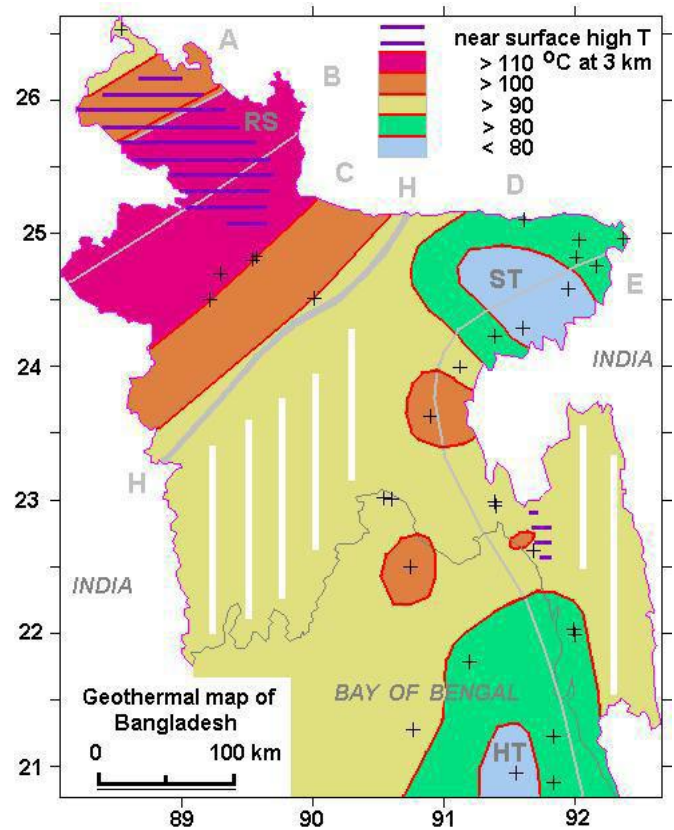 near surface high T
> 110 °C at 3 km
> 100
> 90
> 80
< 80
A
B
RS
C
H
D
ST
E
INDIA
H
INDIA
BAY OF BENGAL
HT
Geothermal map of
Bangladesh
0 100 km
26
25
24
23
22
21
89 90 91 92